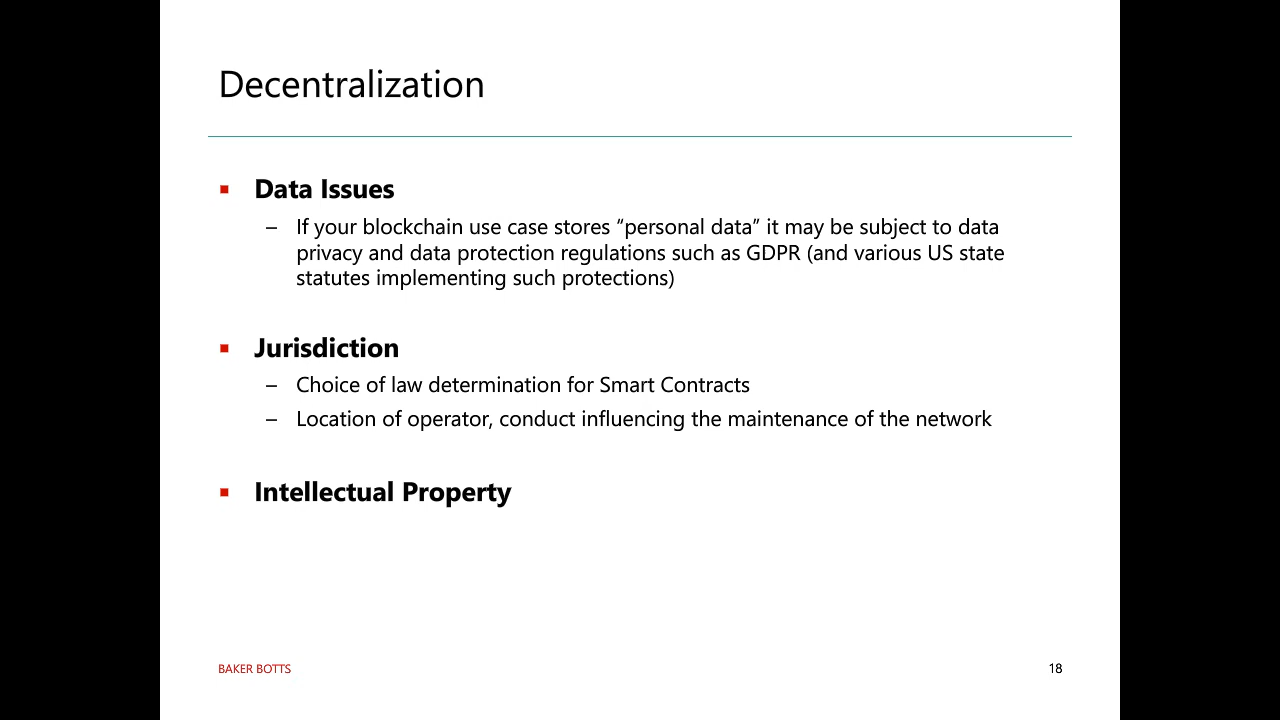 Decentralization
▪ Data Issues
– If your blockchain use case stores “personal data” it may be subject to data
privacy and data protection regulations such as GDPR (and various US state
statutes implementing such protections)
▪ Jurisdiction
– Choice of law determination for Smart Contracts
– Location of operator, conduct influencing the maintenance of the network
▪ Intellectual Property
BAKER BOTTS
18